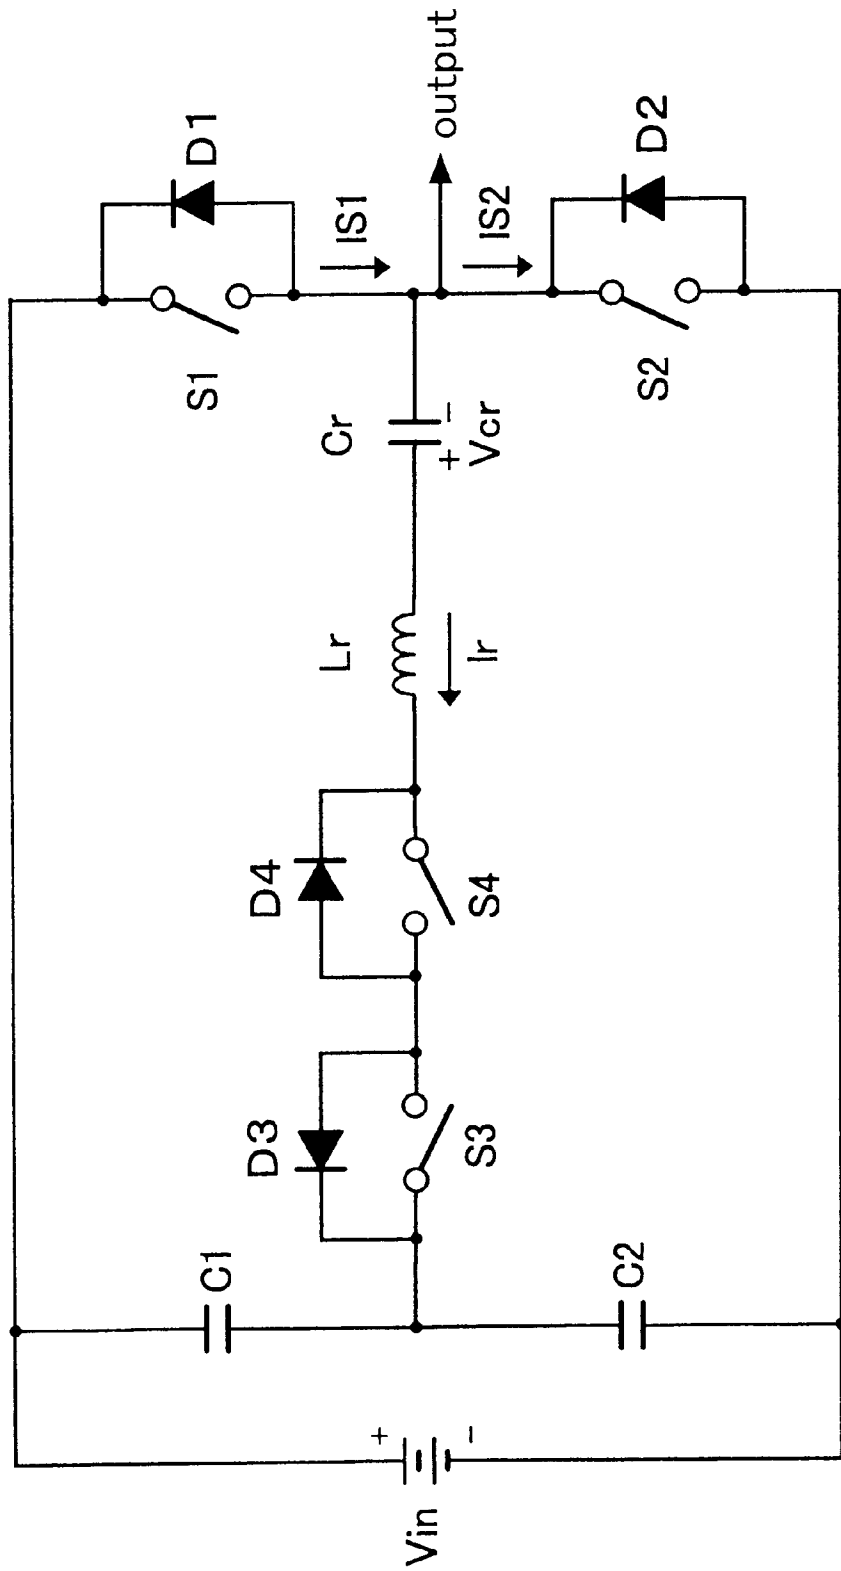 D1
S1
IS1
output
IS2
D2
S2
Cr
+ −
Vcr
Lr
Ir
D4
S4
D3
S3
C1
C2
+
−
Vin